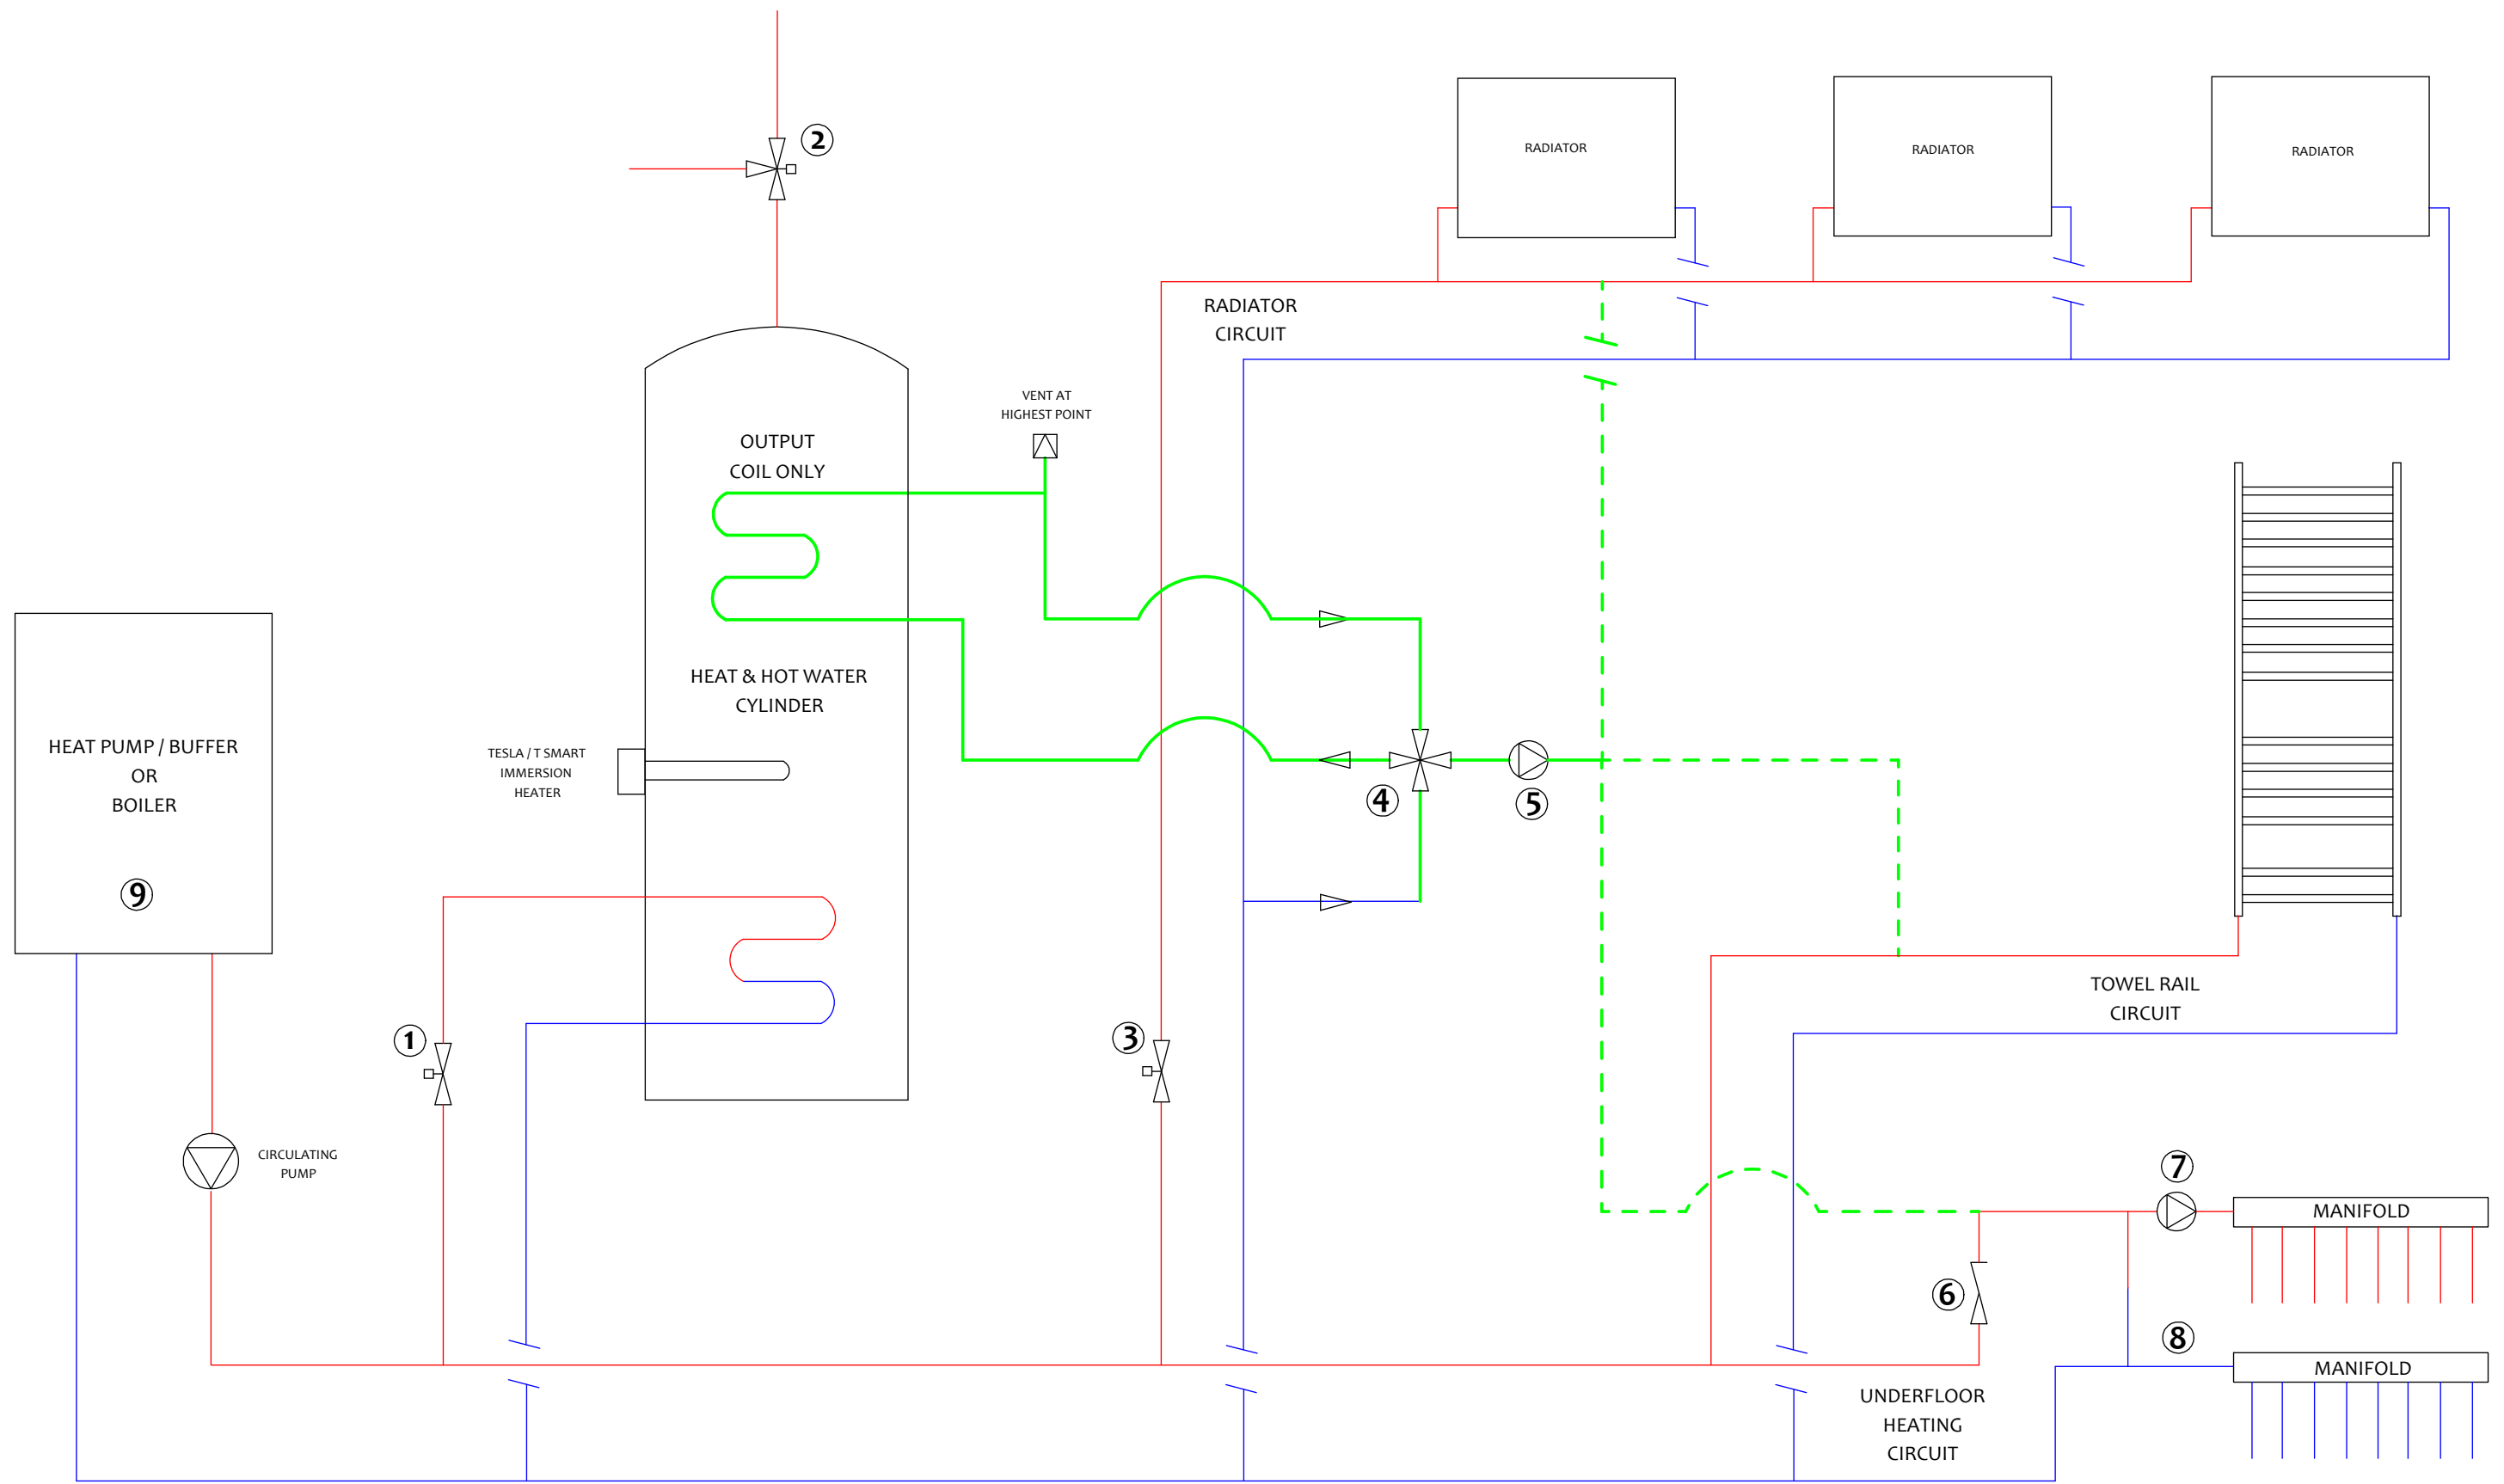 2
RADIATOR
RADIATOR
RADIATOR
RADIATOR
CIRCUIT
VENT AT
HIGHEST POINT
OUTPUT
COIL ONLY
HEAT & HOT WATER
CYLINDER
HEAT PUMP / BUFFER
OR
BOILER
9
TESLA / T SMART
IMMERSION
HEATER
4
5
TOWEL RAIL
CIRCUIT
1
3
CIRCULATING
PUMP
7
MANIFOLD
6
8
MANIFOLD
UNDERFLOOR
HEATING
CIRCUIT